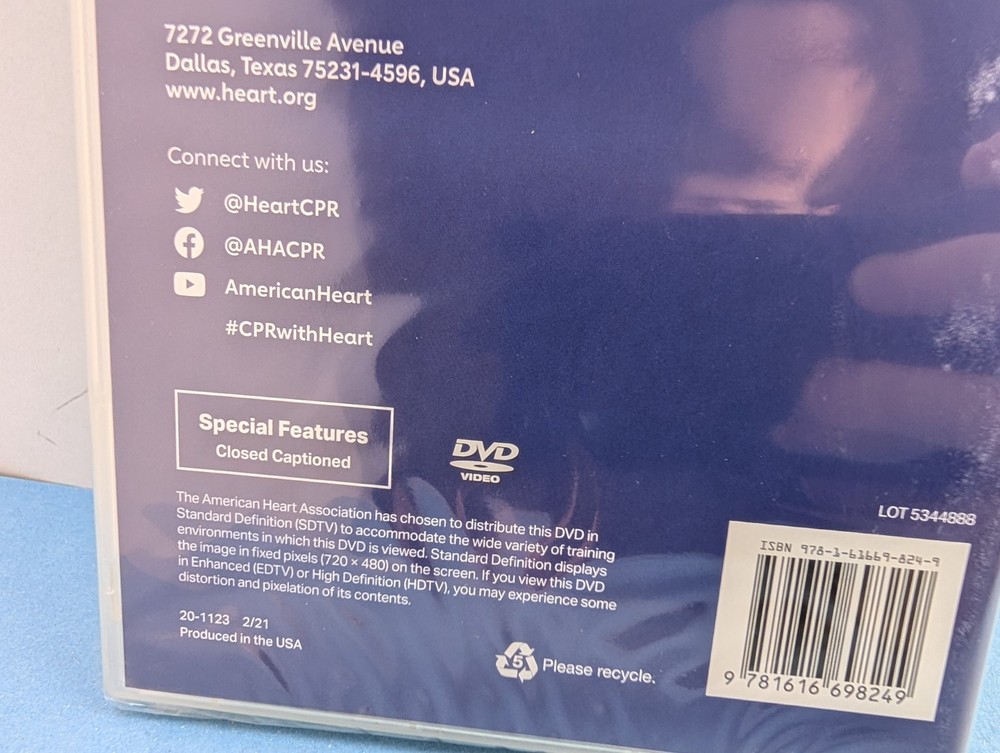 7272 Greenville Avenue
Dallas, Texas 75231-4596, USA
www.heart.org
Connect with us:
@HeartCPR
@AHACPR
AmericanHeart
#CPRwithHeart
Special Features
Closed Captioned
DVD
VIDEO
The American Heart Association has chosen to distribute this DVD in
Standard Definition (SDTV) to accommodate the wide variety of training
environments in which this DVD is viewed. Standard Definition displays
the image in fixed pixels (720 × 480) on the screen. If you view this DVD
in Enhanced (EDTV) or High Definition (HDTV), you may experience some
distortion and pixelation of its contents.
20-1123 2/21
Produced in the USA
5 Please recycle.
LOT 5344888
ISBN 978-1-61669-824-9
9 781616 698249